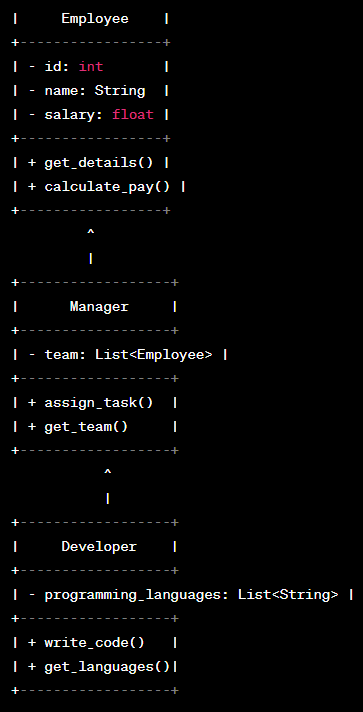 |     Employee    |
+-----------------+
| - id: int       |
| - name: String  |
| - salary: float |
+-----------------+
| + get_details() |
| + calculate_pay() |
+-----------------+
         ^
         |
+------------------+
|      Manager     |
+------------------+
| - team: List<Employee> |
+------------------+
| + assign_task()  |
| + get_team()     |
+------------------+
           ^
           |
+------------------+
|     Developer    |
+------------------+
| - programming_languages: List<String> |
+------------------+
| + write_code()   |
| + get_languages()|
+------------------+